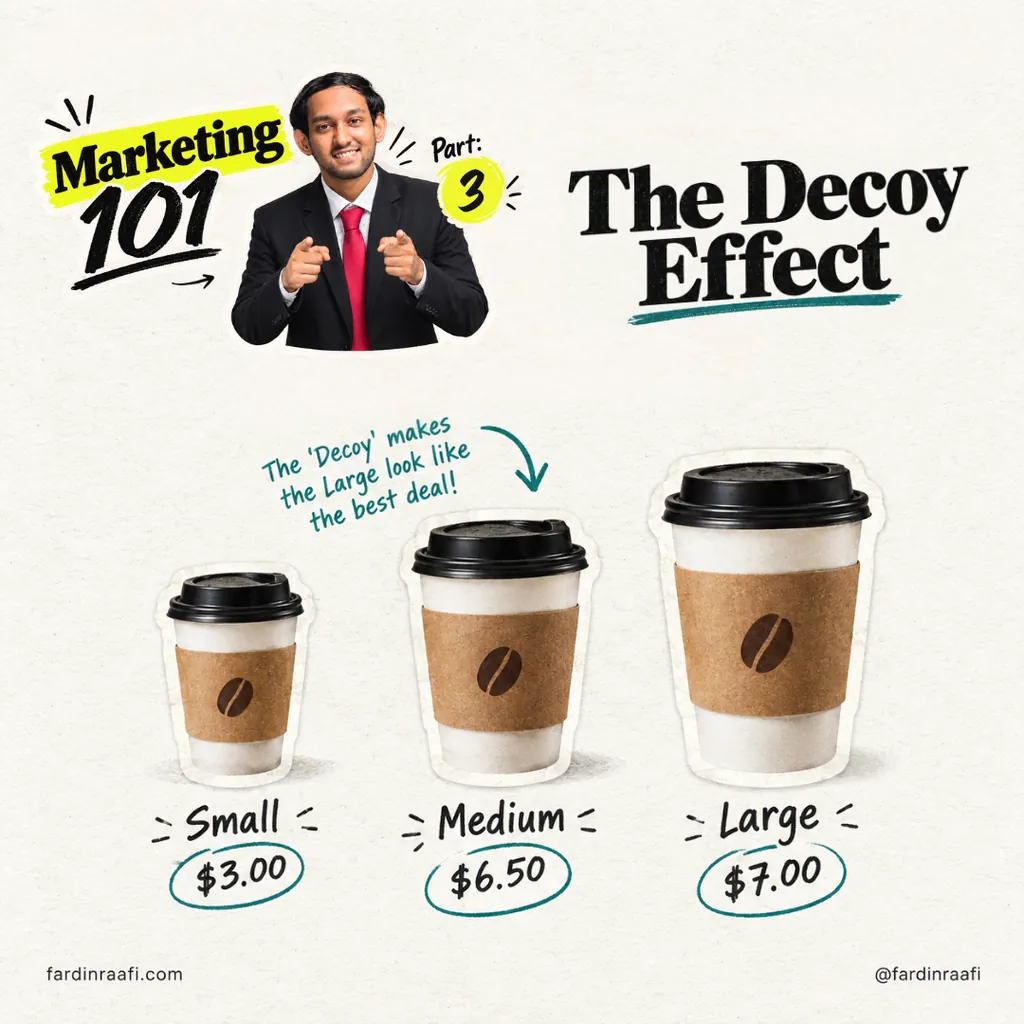 Marketing
101
Part:
3
The Decoy
Effect
The 'Decoy' makes
the Large look like
the best deal!
Small
$3.00
Medium
$6.50
Large
$7.00
fardinraafi.com
@fardinraafi